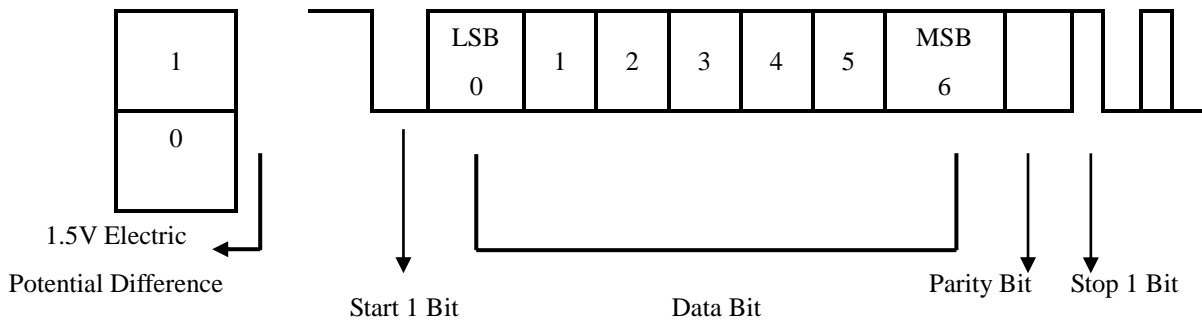 1
0
1.5V Electric
Potential Difference
LSB
0
1
2
3
4
5
MSB
6
Start 1 Bit
Data Bit
Parity Bit
Stop 1 Bit